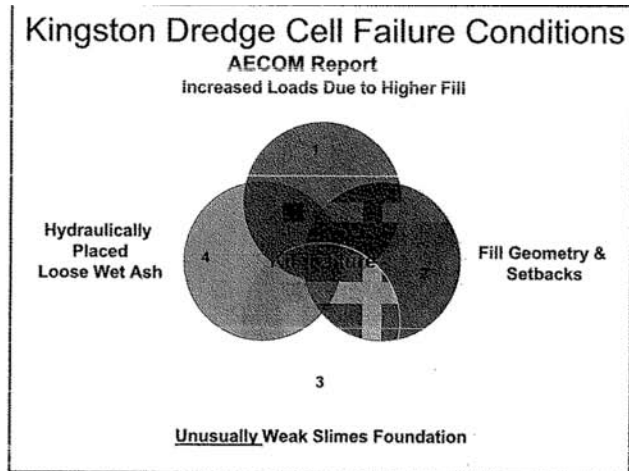 Kingston Dredge Cell Failure Conditions
AECOM Report
Increased Loads Due to Higher Fill
1
Hydraulically
Placed
Loose Wet Ash
4
Fill Geometry &
Setbacks
3
Unusually Weak Slimes Foundation